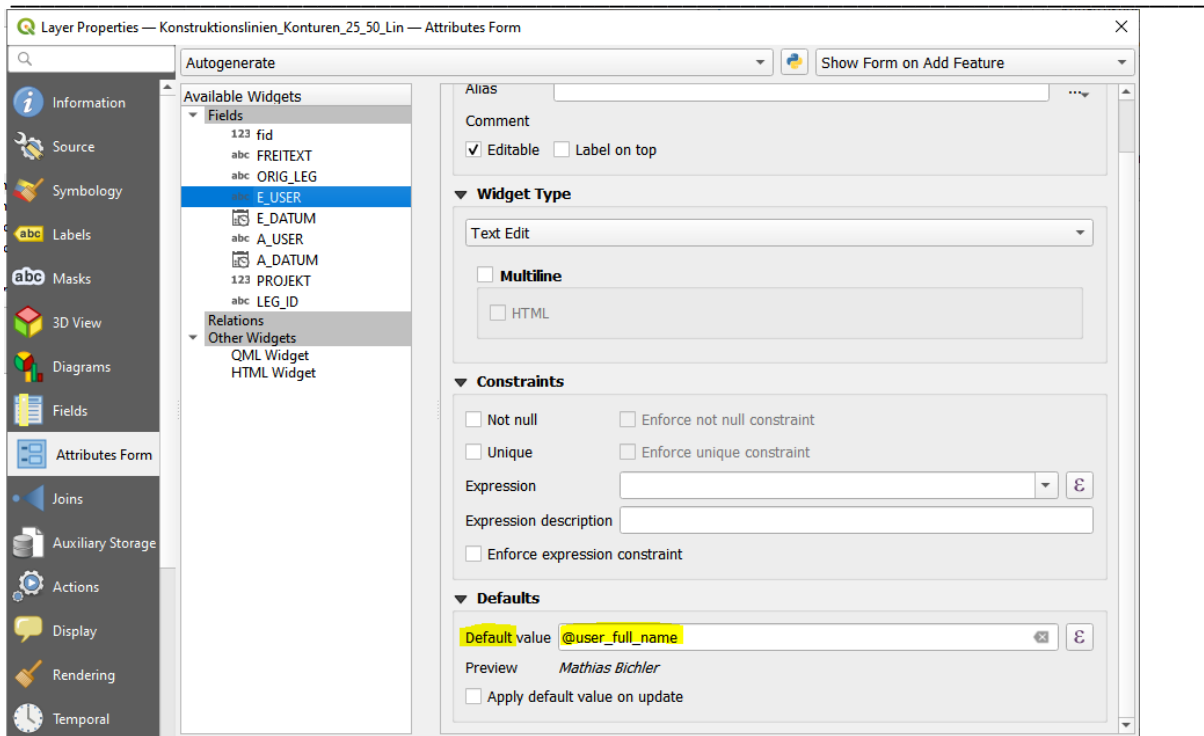 Layer Properties — Konstruktionslinien_Konturen_25_50_Lin — Attributes Form
Autogenerate
Show Form on Add Feature
Information
Source
Symbology
Labels
Masks
3D View
Diagrams
Fields
Attributes Form
Joins
Auxiliary Storage
Actions
Display
Rendering
Temporal
Available Widgets
Fields
123 fid
abc FREITEXT
abc ORIG_LEG
abc E_USER
E_DATUM
abc A_USER
A_DATUM
123 PROJEKT
abc LEG_ID
Relations
Other Widgets
QML Widget
HTML Widget
Alias
Comment
Editable Label on top
Widget Type
Text Edit
Multiline
HTML
Constraints
Not null Enforce not null constraint
Unique Enforce unique constraint
Expression ε
Expression description
Enforce expression constraint
Defaults
Default value @user_full_name ε
Preview Mathias Bichler
Apply default value on update